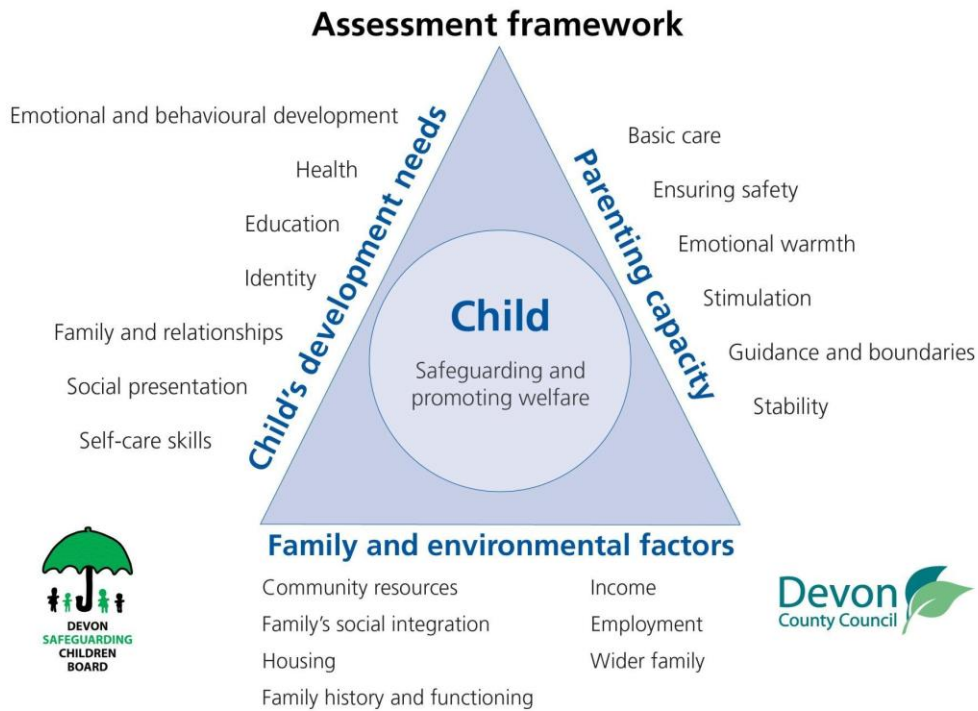 Assessment framework
Emotional and behavioural development
Health
Education
Identity
Family and relationships
Social presentation
Self-care skills
Child's development needs
Child
Safeguarding and
promoting welfare
Parenting capacity
Basic care
Ensuring safety
Emotional warmth
Stimulation
Guidance and boundaries
Stability
Family and environmental factors
Community resources
Family's social integration
Housing
Family history and functioning
Income
Employment
Wider family
DEVON
SAFEGUARDING
CHILDREN
BOARD
Devon
County Council